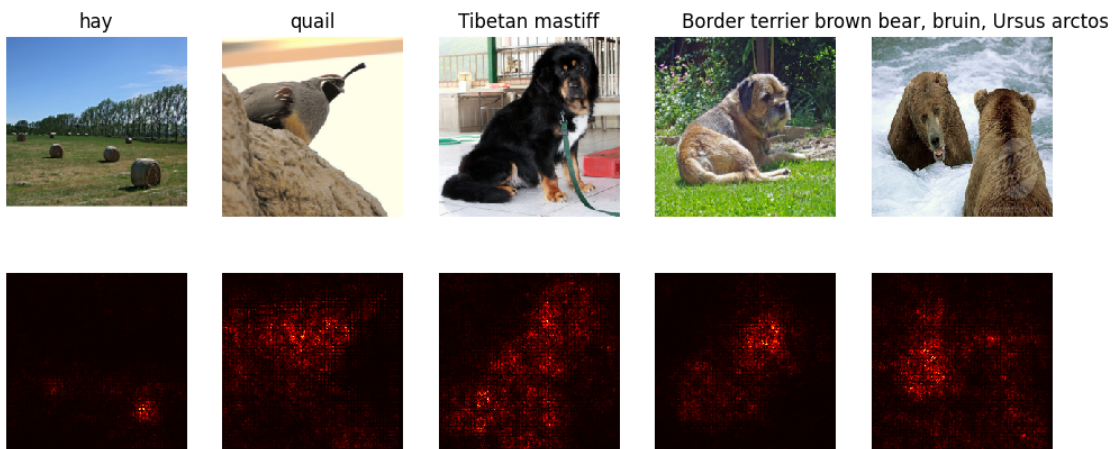 hay
quail
Tibetan mastiff
Border terrier
brown bear, bruin, Ursus arctos